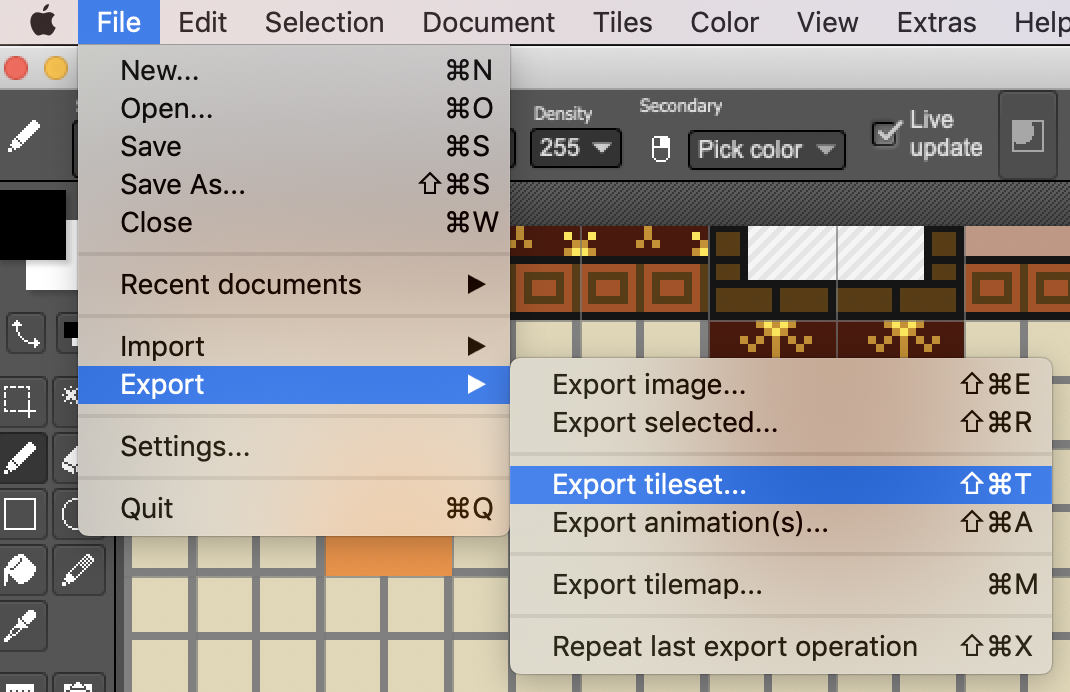 File Edit Selection Document Tiles Color View Extras Help
New... ⌘N
Open... ⌘O
Save ⌘S
Save As... ⇧⌘S
Close ⌘W
Recent documents ▶
Import ▶
Export ▶
Settings...
Quit ⌘Q
Density
255
Secondary
Pick color
Live
update
Export image... ⇧⌘E
Export selected... ⇧⌘R
Export tileset... ⇧⌘T
Export animation(s)... ⇧⌘A
Export tilemap... ⌘M
Repeat last export operation ⇧⌘X